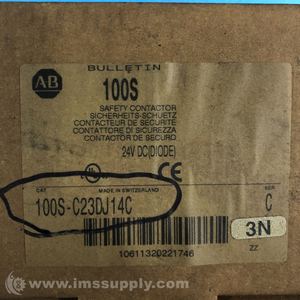 BULLETIN
AB
100S
SAFETY CONTACTOR
SICHERHEITS-SCHUETZ
CONTACTEUR DE SECURITE
CONTATTORE DI SICUREZZA
CONTACTOR DE SEGURO
24V DC(DIODE)
CAT
MADE IN SWITZERLAND
SER
100S-C23DJ14C
C
3N
ZZ
10611320221746
© www.imssupply.com